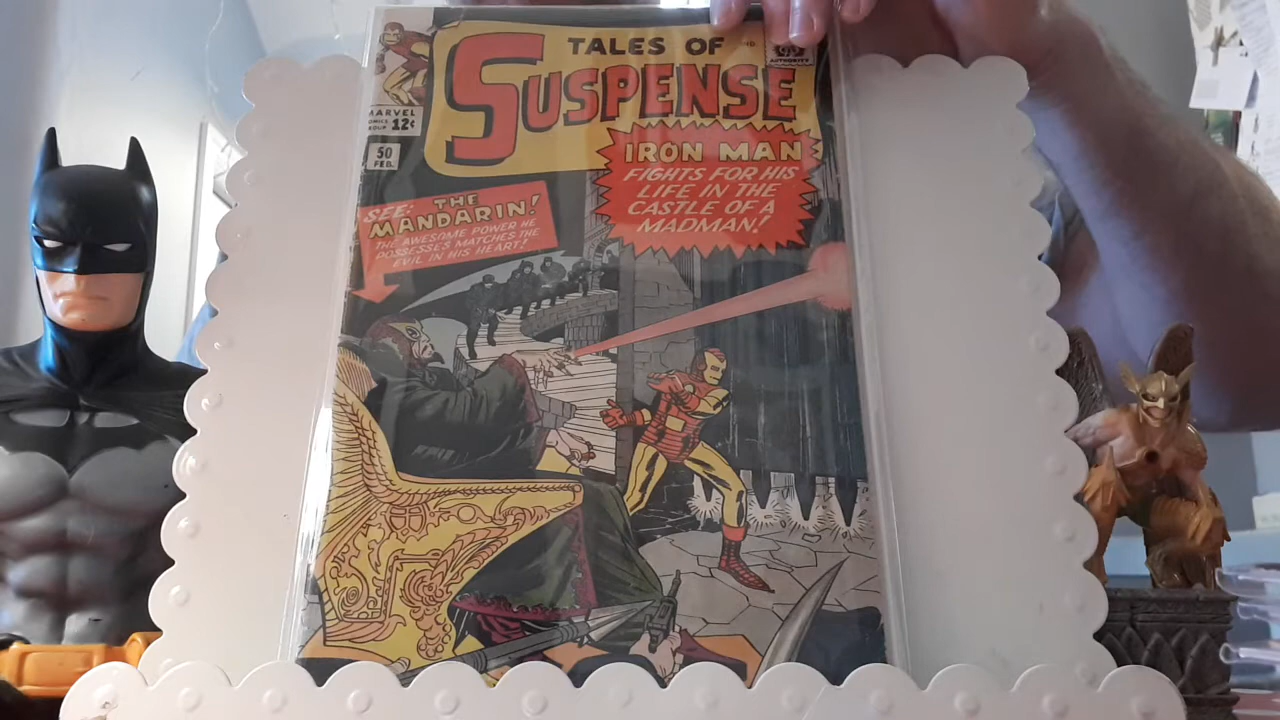 TALES OF
SUSPENSE
AUTHORITY
MARVEL
COMICS
GROUP 12¢
50
FEB.
IRON MAN
FIGHTS FOR HIS
LIFE IN THE
CASTLE OF A
MADMAN!
SEE: THE
MANDARIN!
THE AWESOME POWER HE
POSSESSES MATCHES THE
EVIL IN HIS HEART!